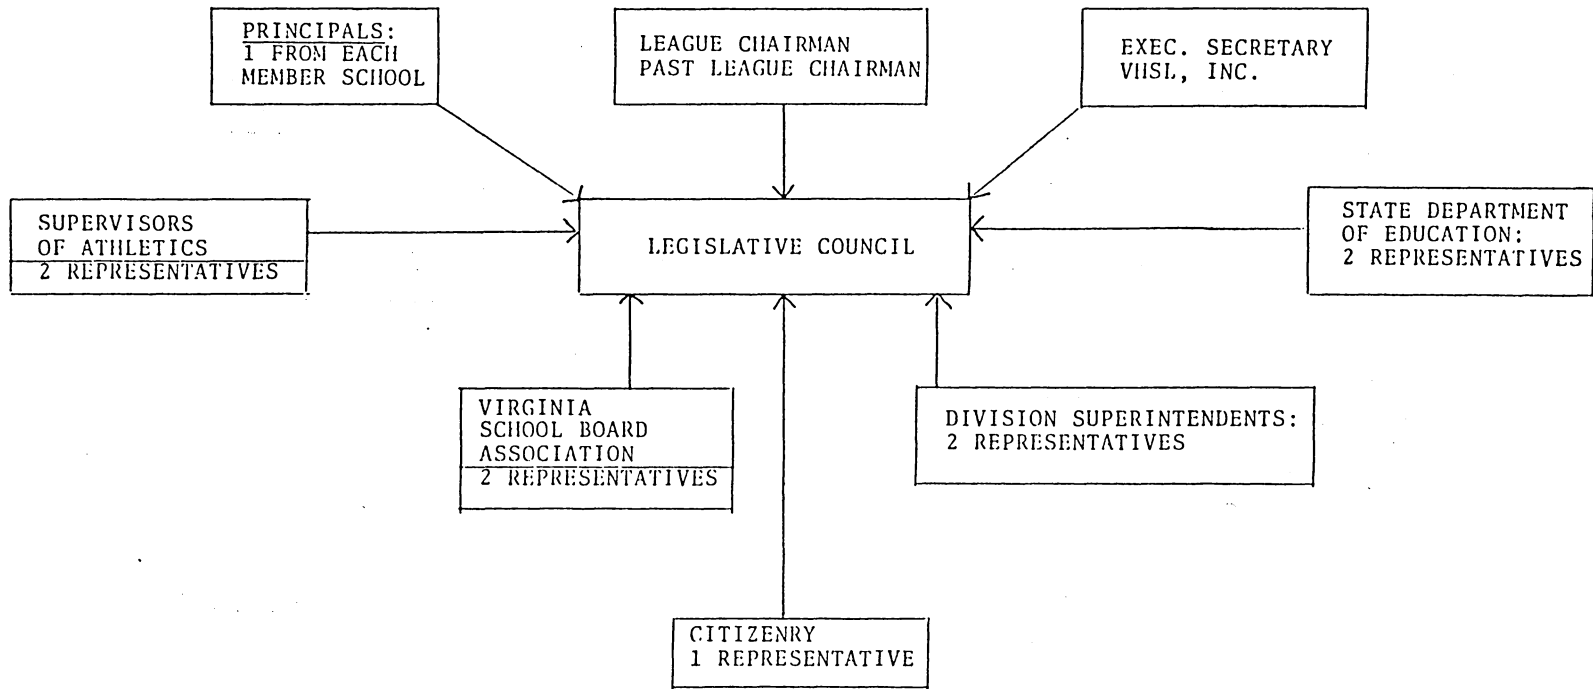 PRINCIPALS:
1 FROM EACH
MEMBER SCHOOL
LEAGUE CHAIRMAN
PAST LEAGUE CHAIRMAN
EXEC. SECRETARY
VHSL, INC.
SUPERVISORS
OF ATHLETICS
2 REPRESENTATIVES
LEGISLATIVE COUNCIL
STATE DEPARTMENT
OF EDUCATION:
2 REPRESENTATIVES
VIRGINIA
SCHOOL BOARD
ASSOCIATION
2 REPRESENTATIVES
DIVISION SUPERINTENDENTS:
2 REPRESENTATIVES
CITIZENRY
1 REPRESENTATIVE